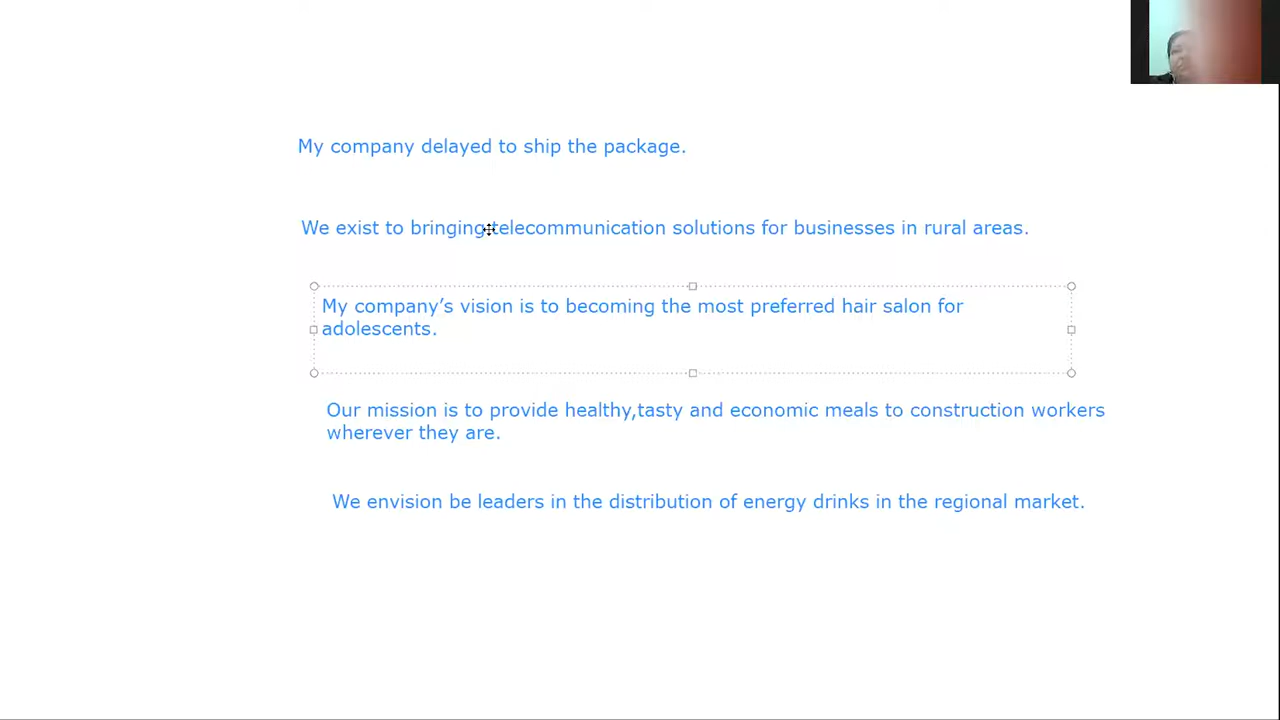 My company delayed to ship the package.
We exist to bringing telecommunication solutions for businesses in rural areas.
My company’s vision is to becoming the most preferred hair salon for
adolescents.
Our mission is to provide healthy,tasty and economic meals to construction workers
wherever they are.
We envision be leaders in the distribution of energy drinks in the regional market.